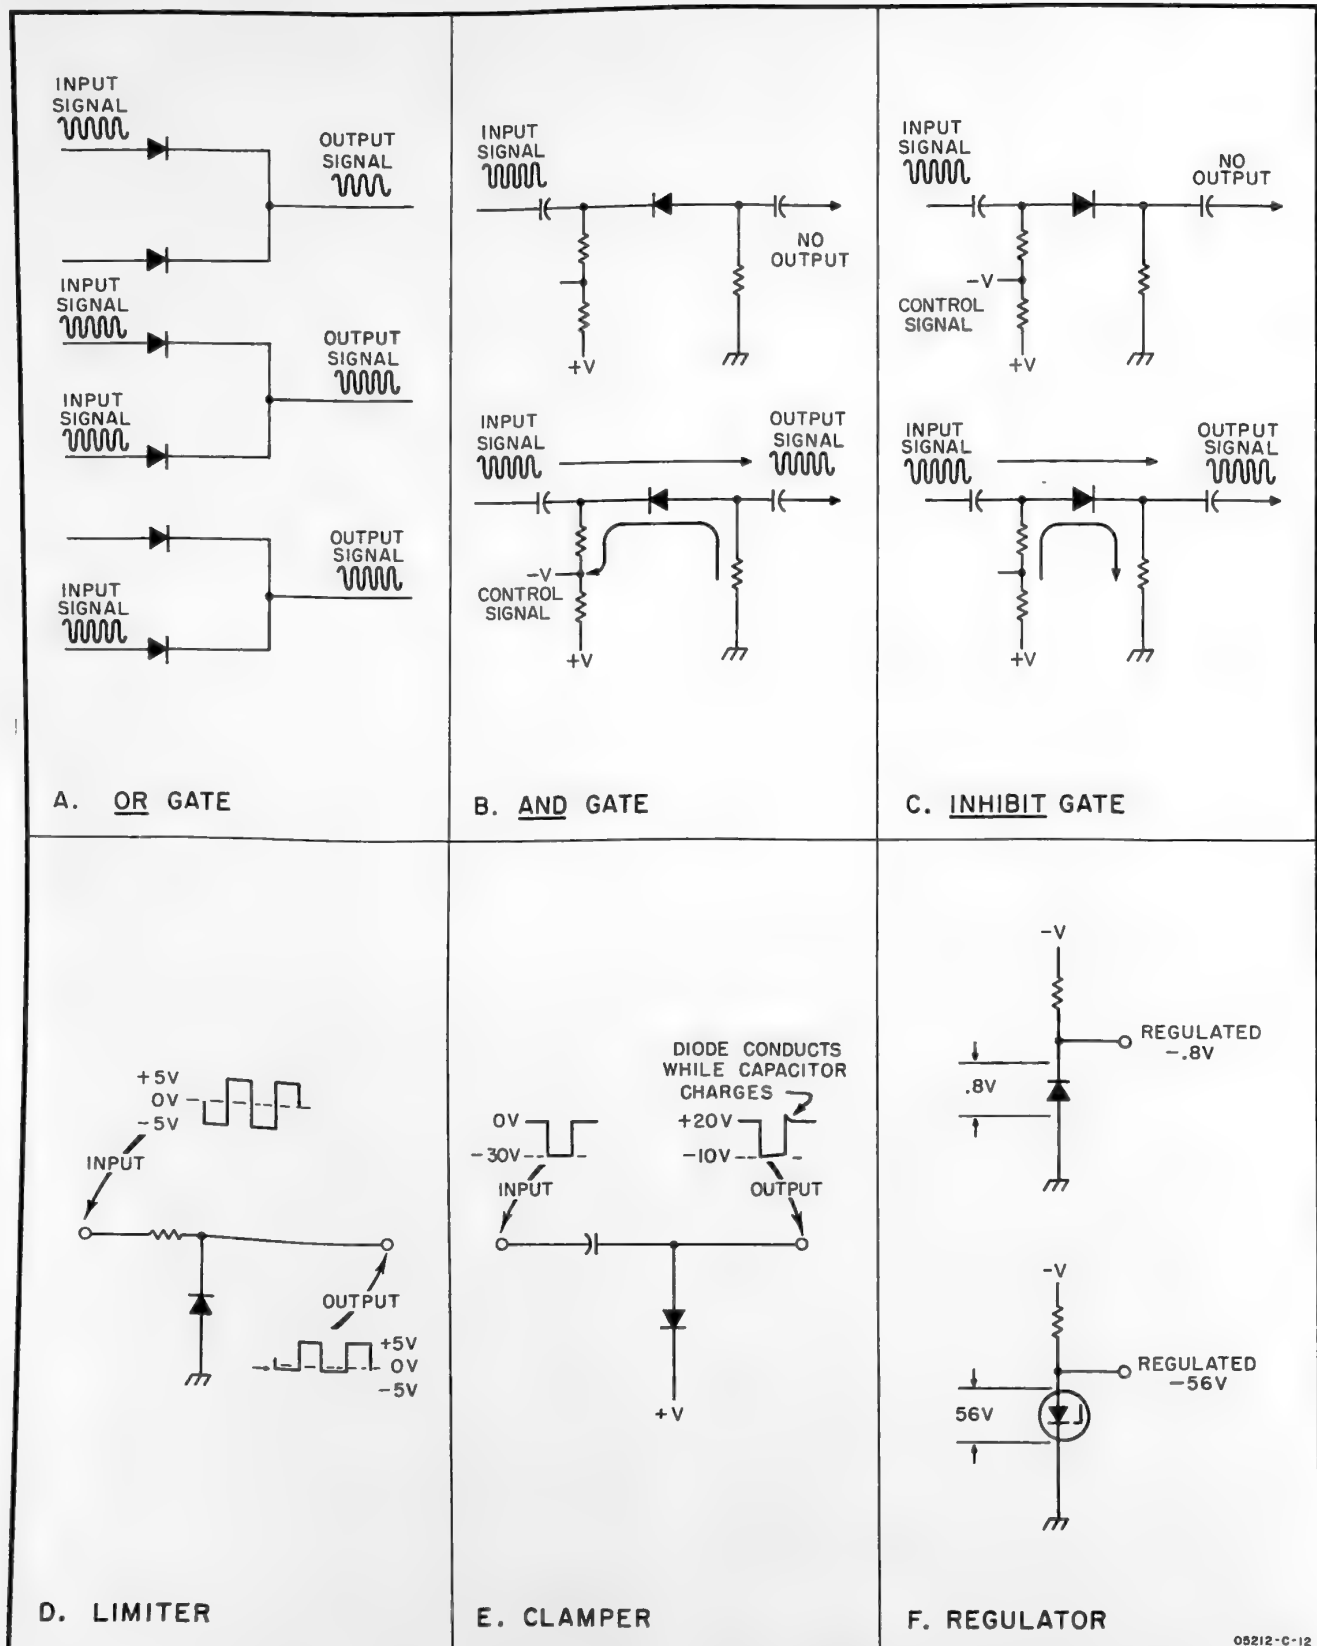 INPUT
SIGNAL
OUTPUT
SIGNAL
INPUT
SIGNAL
OUTPUT
SIGNAL
INPUT
SIGNAL
OUTPUT
SIGNAL
INPUT
SIGNAL
A. OR GATE
INPUT
SIGNAL
NO
OUTPUT
+V
INPUT
SIGNAL
OUTPUT
SIGNAL
-V
CONTROL
SIGNAL
+V
B. AND GATE
INPUT
SIGNAL
NO
OUTPUT
-V
CONTROL
SIGNAL
+V
INPUT
SIGNAL
OUTPUT
SIGNAL
+V
C. INHIBIT GATE
+5V
0V
-5V
INPUT
OUTPUT
+5V
0V
-5V
D. LIMITER
DIODE CONDUCTS
WHILE CAPACITOR
CHARGES
0V
-30V
INPUT
+20V
-10V
OUTPUT
+V
E. CLAMPER
-V
REGULATED
-.8V
.8V
-V
REGULATED
-56V
56V
F. REGULATOR
05212-C-12